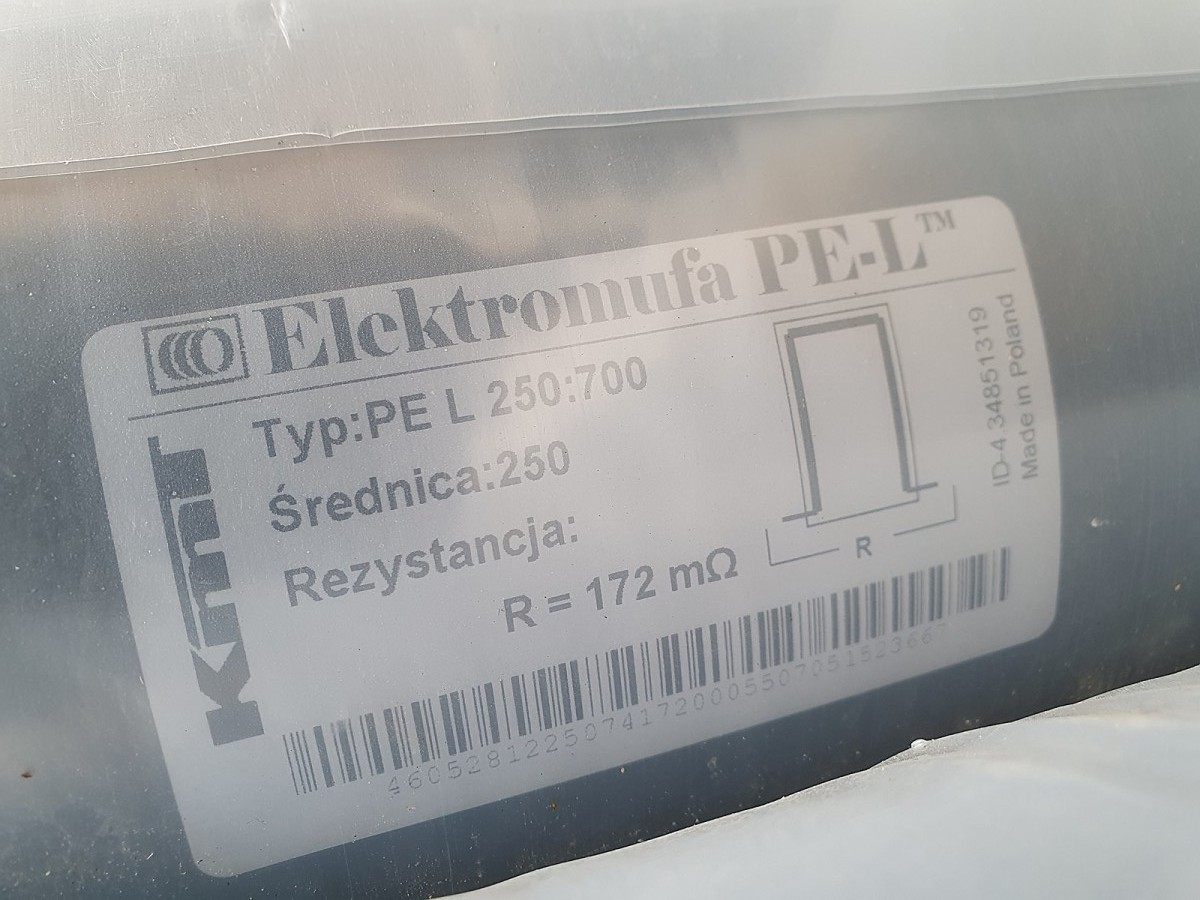 Elektromufa PE-L™
Kmt
Typ:PE L 250:700
Średnica:250
Rezystancja:
R = 172 mΩ
R
ID-4.34851319
Made in Poland
46052812250741720005507051523667